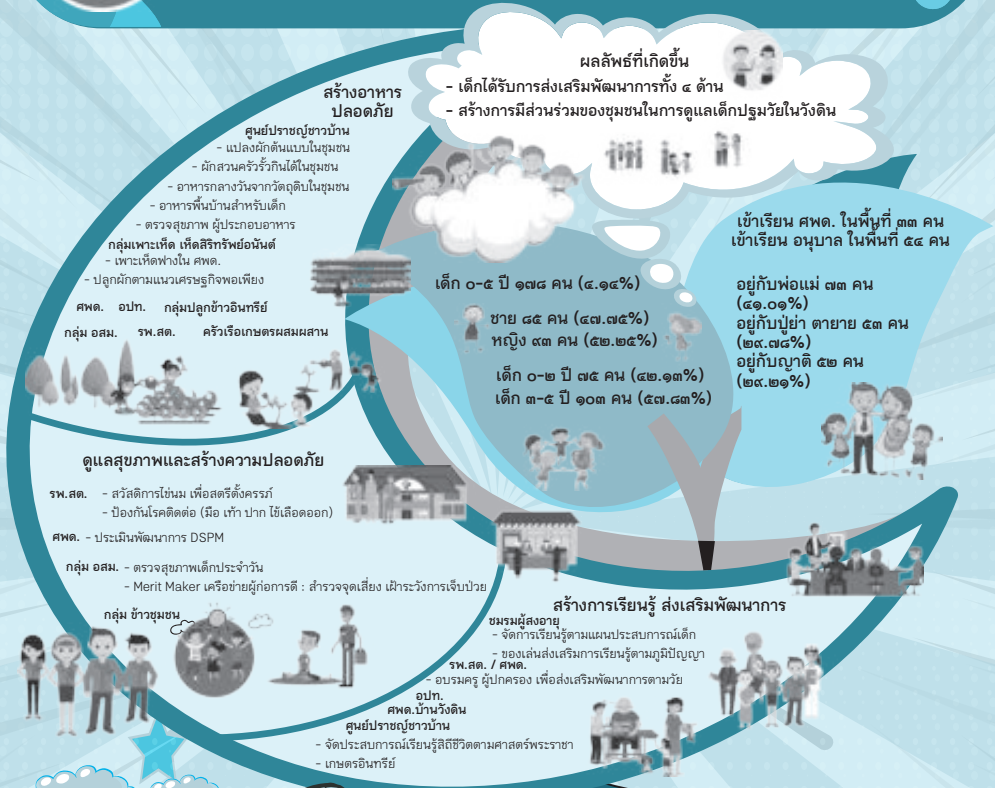 ผลลัพธ์ที่เกิดขึ้น
- เด็กได้รับการส่งเสริมพัฒนาการทั้ง ๔ ด้าน
- สร้างการมีส่วนร่วมของชุมชนในการดูแลเด็กปฐมวัยในวังดิน
สร้างอาหาร
ปลอดภัย
ศูนย์ปราชญ์ชาวบ้าน
- แปลงผักต้นแบบในชุมชน
- ผักสวนครัวรั้วกินได้ในชุมชน
- อาหารกลางวันจากวัตถุดิบในชุมชน
- อาหารพื้นบ้านสำหรับเด็ก
- ตรวจสุขภาพ ผู้ประกอบอาหาร
กลุ่มเพาะเห็ด เห็ดสิริทรัพย์อนันต์
- เพาะเห็ดฟางใน ศพด.
- ปลูกผักตามแนวเศรษฐกิจพอเพียง
ศพด. อปท. กลุ่มปลูกข้าวอินทรีย์
กลุ่ม อสม. รพ.สต. ครัวเรือเกษตรผสมผสาน
เด็ก ๐-๕ ปี ๑๗๘ คน (๔.๑๔%)
ชาย ๘๕ คน (๔๗.๗๕%)
หญิง ๙๓ คน (๕๒.๒๕%)
เด็ก ๐-๒ ปี ๗๕ คน (๔๒.๑๓%)
เด็ก ๓-๕ ปี ๑๐๓ คน (๕๗.๘๓%)
เข้าเรียน ศพด. ในพื้นที่ ๓๓ คน
เข้าเรียน อนุบาล ในพื้นที่ ๕๔ คน
อยู่กับพ่อแม่ ๗๓ คน
(๔๑.๐๑%)
อยู่กับปู่ย่า ตายาย ๕๓ คน
(๒๙.๗๘%)
อยู่กับญาติ ๕๒ คน
(๒๙.๒๑%)
ดูแลสุขภาพและสร้างความปลอดภัย
รพ.สต. - สวัสดิการไข่นม เพื่อสตรีตั้งครรภ์
- ป้องกันโรคติดต่อ (มือ เท้า ปาก ไข้เลือดออก)
ศพด. - ประเมินพัฒนาการ DSPM
กลุ่ม อสม. - ตรวจสุขภาพเด็กประจำวัน
- Merit Maker เครือข่ายผู้ก่อการดี : สำรวจจุดเสี่ยง เฝ้าระวังการเจ็บป่วย
กลุ่ม ข้าวชุมชน
สร้างการเรียนรู้ ส่งเสริมพัฒนาการ
ชมรมผู้สงอายุ
- จัดการเรียนรู้ตามแผนประสบการณ์เด็ก
- ของเล่นส่งเสริมการเรียนรู้ตามภูมิปัญญา
รพ.สต. / ศพด.
- อบรมครู ผู้ปกครอง เพื่อส่งเสริมพัฒนาการตามวัย
อปท.
ศพด.บ้านวังดิน
ศูนย์ปราชญ์ชาวบ้าน
- จัดประสบการณ์เรียนรู้สิถีชีวิตตามศาสตร์พระราชา
- เกษตรอินทรีย์